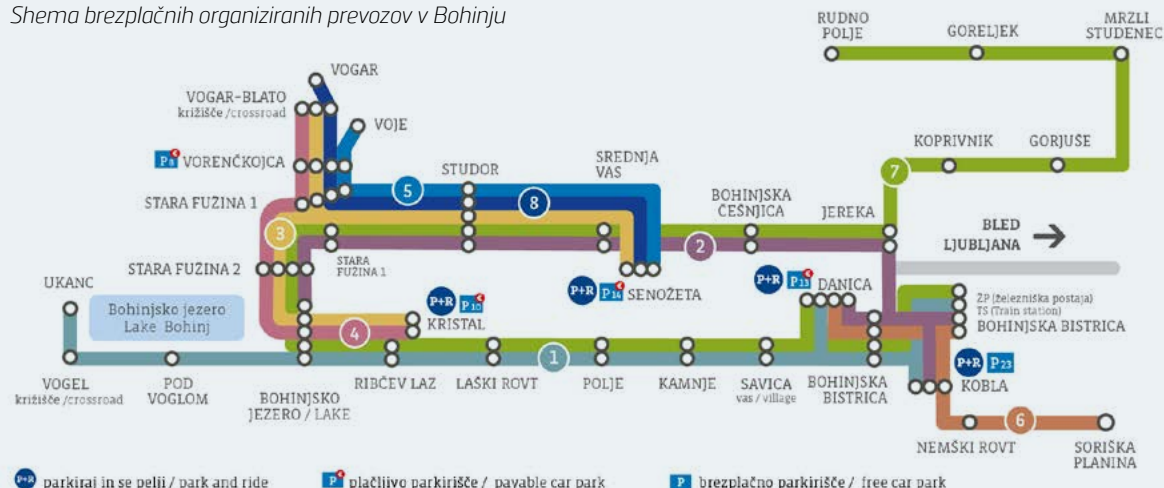 Shema brezplačnih organiziranih prevozov v Bohinju
RUDNO
POLJE
GORELJEK
MRZLI
STUDENEC
VOGAR
VOGAR-BLATO
križišče /crossroad
VOJE
P8 VORENČKOJCA
STUDOR
SREDNJA
VAS
KOPRIVNIK
GORJUŠE
7
5
8
BOHINJSKA
ČEŠNJICA
JEREKA
STARA FUŽINA 1
3
2
BLED
LJUBLJANA
STARA
FUŽINA 1
STARA FUŽINA 2
UKANC
P+R P14 SENOŽETA
P+R P13 DANICA
Bohinjsko jezero
Lake Bohinj
P+R P10
KRISTAL
4
ŽP (železniška postaja)
TS (Train station)
BOHINJSKA BISTRICA
1
P+R P23
KOBLA
VOGEL
križišče /crossroad
POD
VOGLOM
BOHINJSKO
JEZERO / LAKE
RIBČEV LAZ
LAŠKI ROVT
POLJE
KAMNJE
SAVICA
vas / village
BOHINJSKA
BISTRICA
6
NEMŠKI ROVT
SORIŠKA
PLANINA
P+R parkiraj in se pelji / park and ride
P plačljivo parkirišče / payable car park
P brezplačno parkirišče / free car park